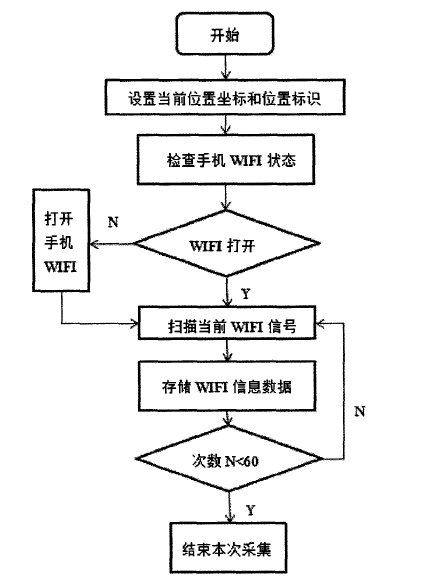 开始
设置当前位置坐标和位置标识
检查手机 WIFI 状态
打开
手机
WIFI
N
WIFI 打开
Y
扫描当前 WIFI 信号
存储 WIFI 信息数据
N
次数 N<60
Y
结束本次采集